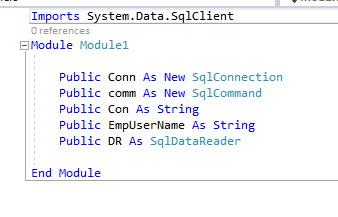 Imports System.Data.SqlClient
0 references
Module Module1
Public Conn As New SqlConnection
Public comm As New SqlCommand
Public Con As String
Public EmpUserName As String
Public DR As SqlDataReader
End Module